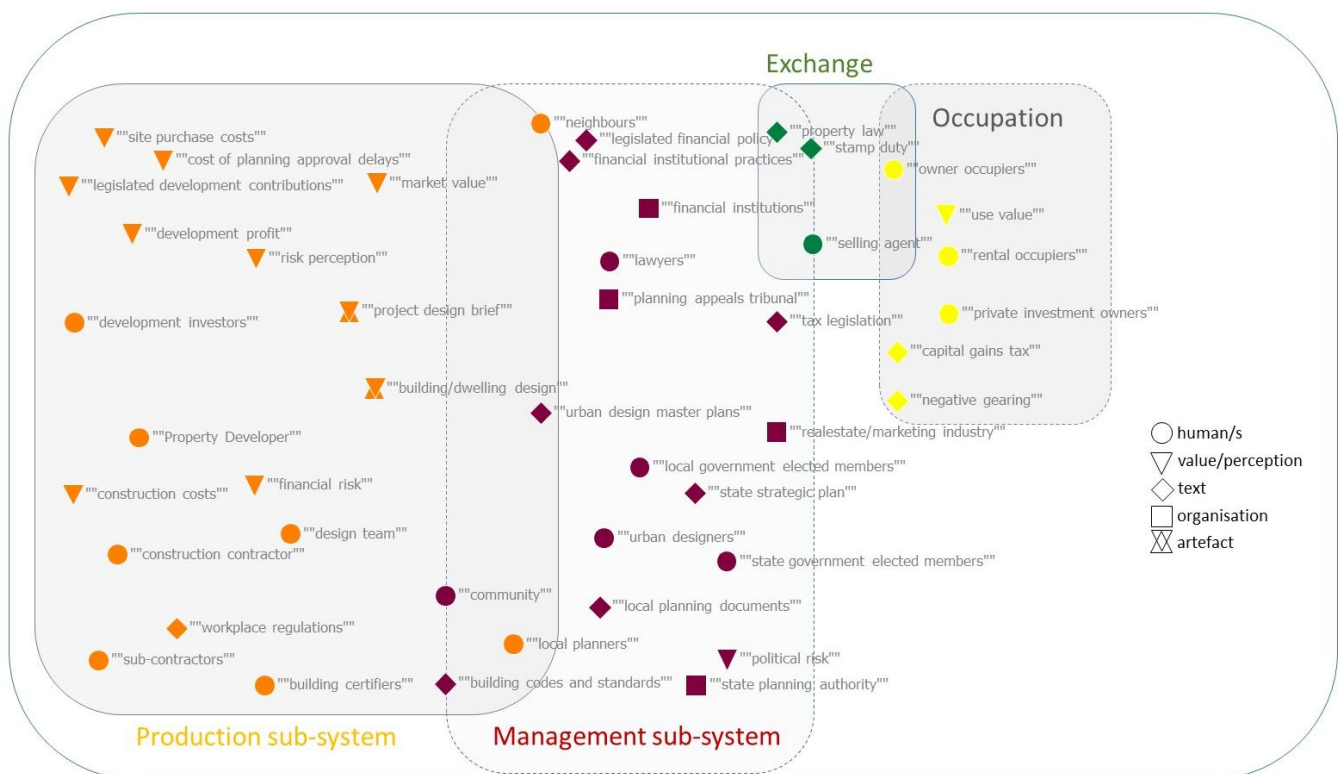 Exchange
Occupation
""neighbours""
""site purchase costs""
""legislated financial policy
""property law""
""stamp duty""
""cost of planning approval delays""
""financial institutional practices""
""owner occupiers""
""legislated development contributions""
""market value""
""financial institutions""
""use value""
""development profit""
""selling agent""
""risk perception""
""lawyers""
""rental occupiers""
""planning appeals tribunal""
""project design brief""
""private investment owners""
""development investors""
""tax legislation""
""capital gains tax""
""building/dwelling design""
""negative gearing""
""urban design master plans""
""Property Developer""
""realestate/marketing industry""
human/s
value/perception
text
organisation
artefact
""local government elected members""
""financial risk""
""construction costs""
""state strategic plan""
""design team""
""urban designers""
""construction contractor""
""state government elected members""
""community""
""local planning documents""
""workplace regulations""
""local planners""
""sub-contractors""
""political risk""
""building certifiers""
""building codes and standards""
""state planning authority""
Production sub-system
Management sub-system